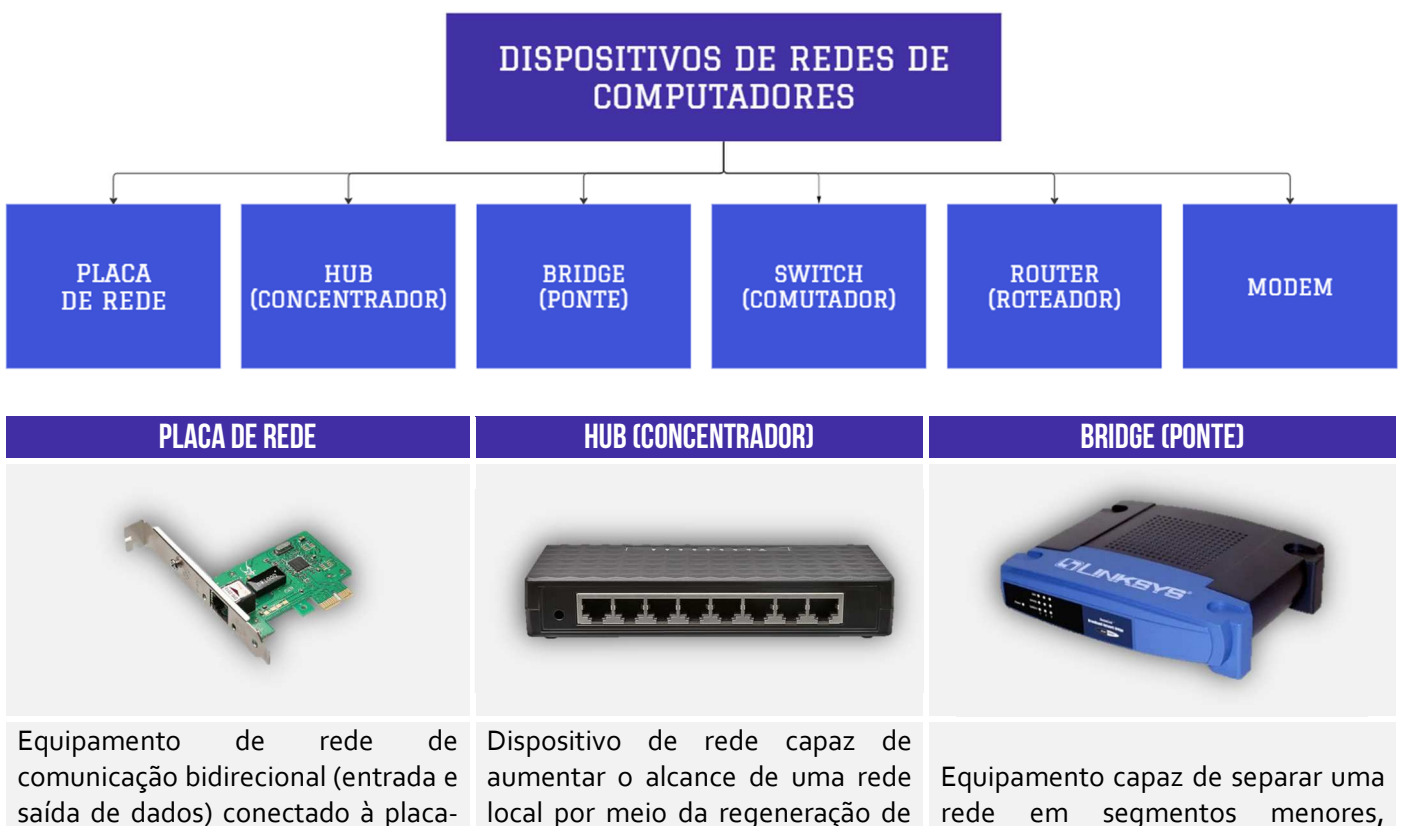 DISPOSITIVOS DE REDES DE
COMPUTADORES
PLACA
DE REDE
HUB
(CONCENTRADOR)
BRIDGE
(PONTE)
SWITCH
(COMUTADOR)
ROUTER
(ROTEADOR)
MODEM
PLACA DE REDE
Equipamento de rede de
comunicação bidirecional (entrada e
saída de dados) conectado à placa-
HUB (CONCENTRADOR)
Dispositivo de rede capaz de
aumentar o alcance de uma rede
local por meio da regeneração de
BRIDGE (PONTE)
LINKSYS
Equipamento capaz de separar uma
rede em segmentos menores,